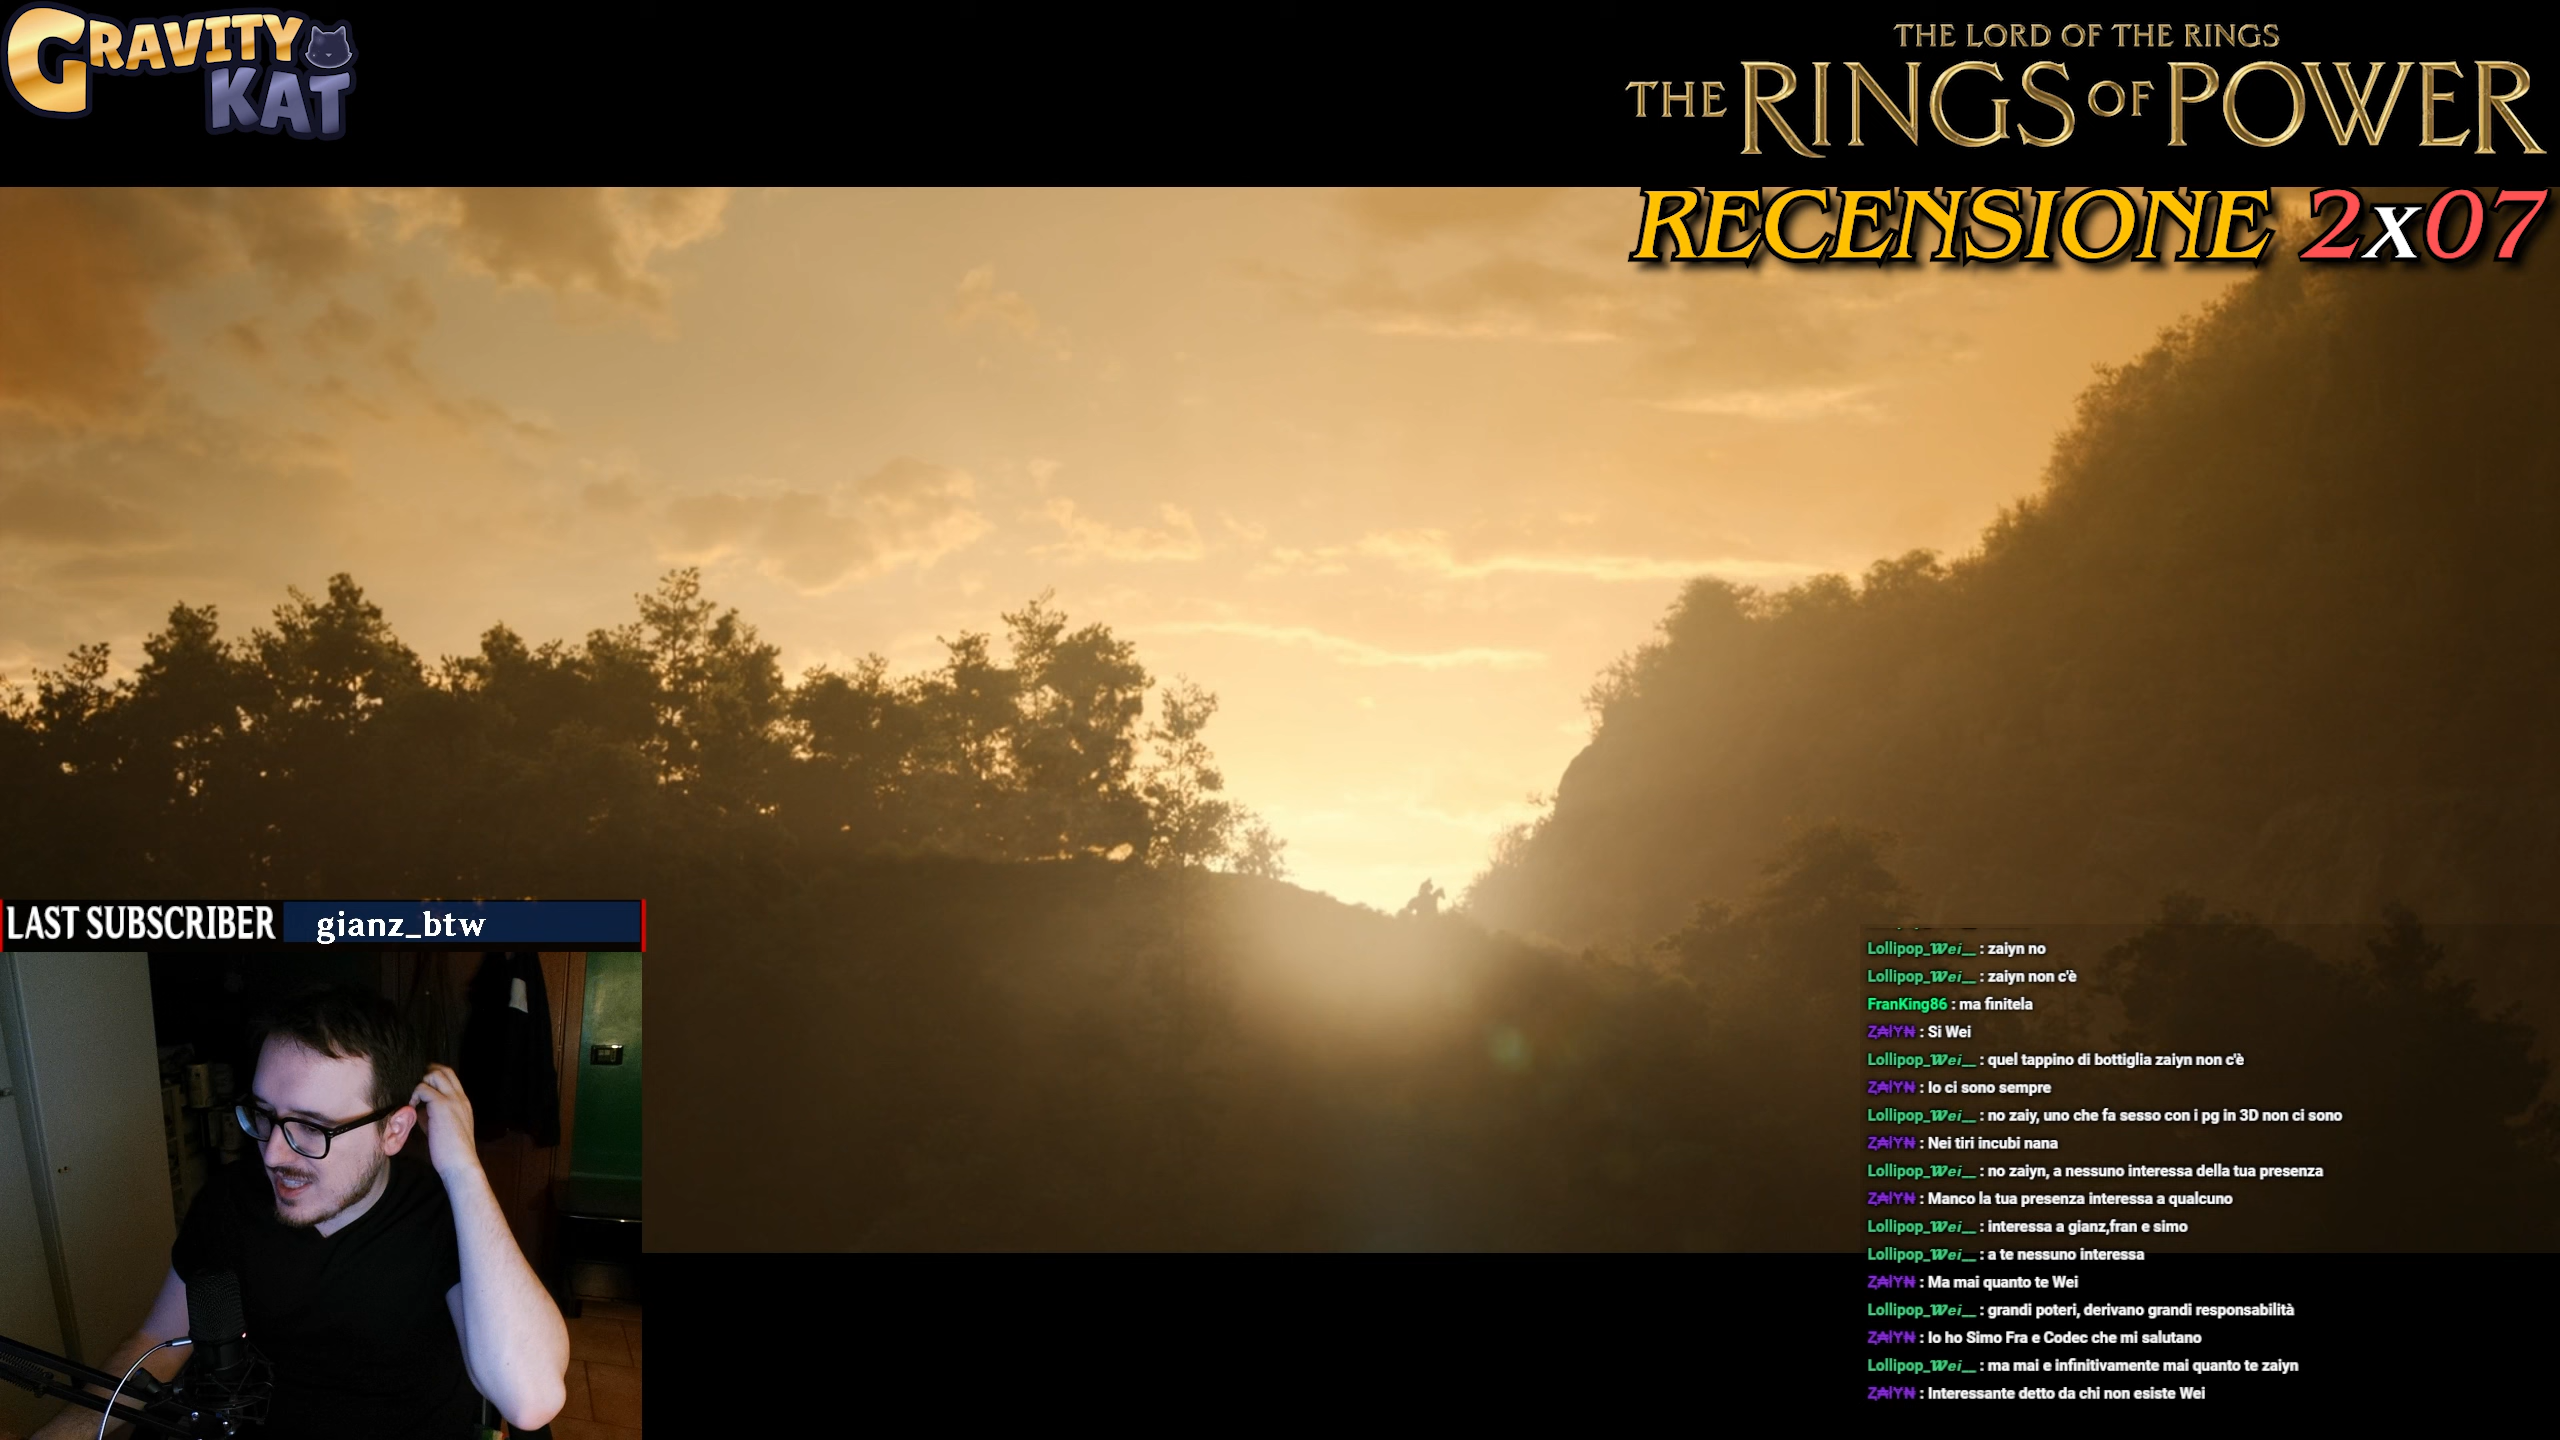 GRAVITY
KAT
THE LORD OF THE RINGS
THE RINGS OF POWER
RECENSIONE 2x07
LAST SUBSCRIBER gianz_btw
Lollipop_Wei__ : zaiyn no
Lollipop_Wei__ : zaiyn non c'è
FranKing86 : ma finitela
ZAIYN : Si Wei
Lollipop_Wei__ : quel tappino di bottiglia zaiyn non c'è
ZAIYN : Io ci sono sempre
Lollipop_Wei__ : no zaiy, uno che fa sesso con i pg in 3D non ci sono
ZAIYN : Nei tiri incubi nana
Lollipop_Wei__ : no zaiyn, a nessuno interessa della tua presenza
ZAIYN : Manco la tua presenza interessa a qualcuno
Lollipop_Wei__ : interessa a gianz,fran e simo
Lollipop_Wei__ : a te nessuno interessa
ZAIYN : Ma mai quanto te Wei
Lollipop_Wei__ : grandi poteri, derivano grandi responsabilità
ZAIYN : Io ho Simo Fra e Codec che mi salutano
Lollipop_Wei__ : ma mai e infinitivamente mai quanto te zaiyn
ZAIYN : Interessante detto da chi non esiste Wei